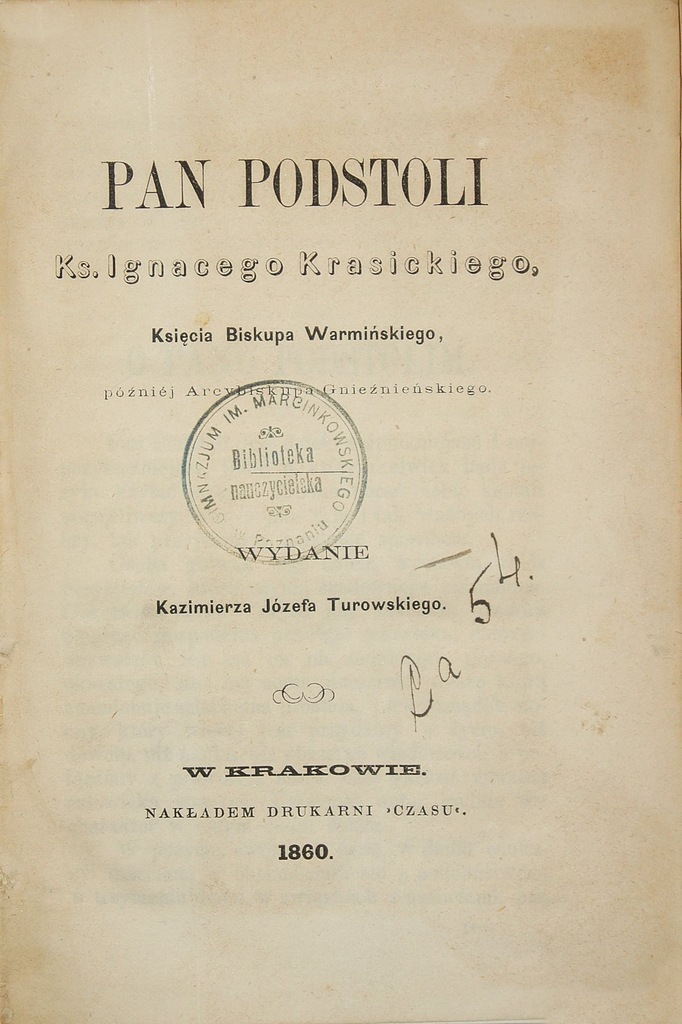 PAN PODSTOLI
Ks. Ignacego Krasickiego,
Księcia Biskupa Warmińskiego,
późniéj Arcybiskupa Gnieźnieńskiego.
GIMNAZJUM IM. MARCINKOWSKIEGO
w Poznaniu
Biblioteka
nauczycielska
WYDANIE
Kazimierza Józefa Turowskiego.
54.
Pa
W KRAKOWIE.
NAKŁADEM DRUKARNI ›CZASU‹.
1860.